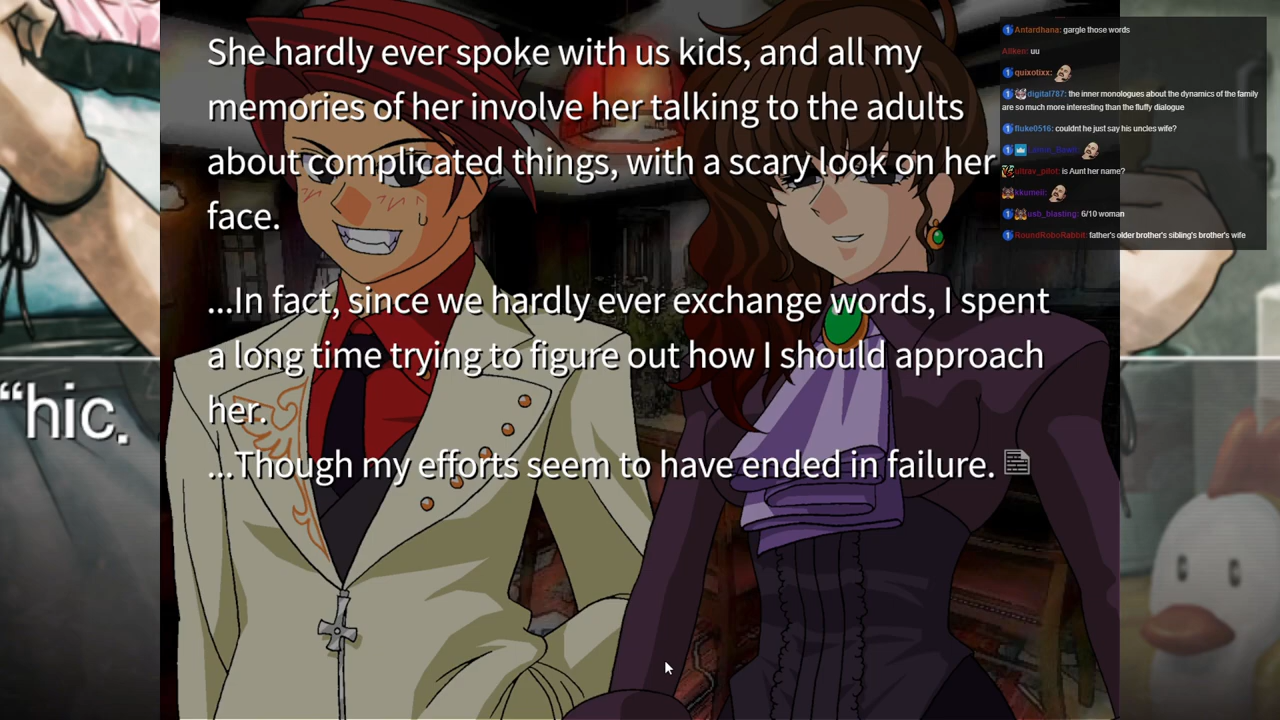 She hardly ever spoke with us kids, and all my
memories of her involve her talking to the adults
about complicated things, with a scary look on her
face.
...In fact, since we hardly ever exchange words, I spent
a long time trying to figure out how I should approach
her.
...Though my efforts seem to have ended in failure.
“hic.
Antardhana: gargle those words
Allken: uu
quixotixx:
digital787: the inner monologues about the dynamics of the family
are so much more interesting than the fluffy dialogue
fluke0516: couldnt he just say his uncles wife?
ultrav_pilot: is Aunt her name?
kkumeii:
usb_blasting: 6/10 woman
RoundRoboRabbit: father's older brother's sibling's brother's wife